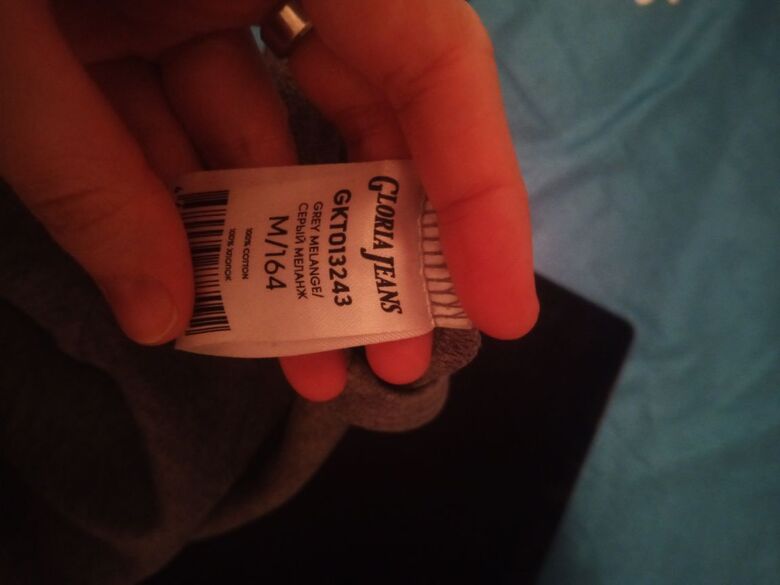 GLORIA JEANS
GKT013243
GREY MELANGE/
СЕРЫЙ МЕЛАНЖ
M/164
100% COTTON
100% ХЛОПОК